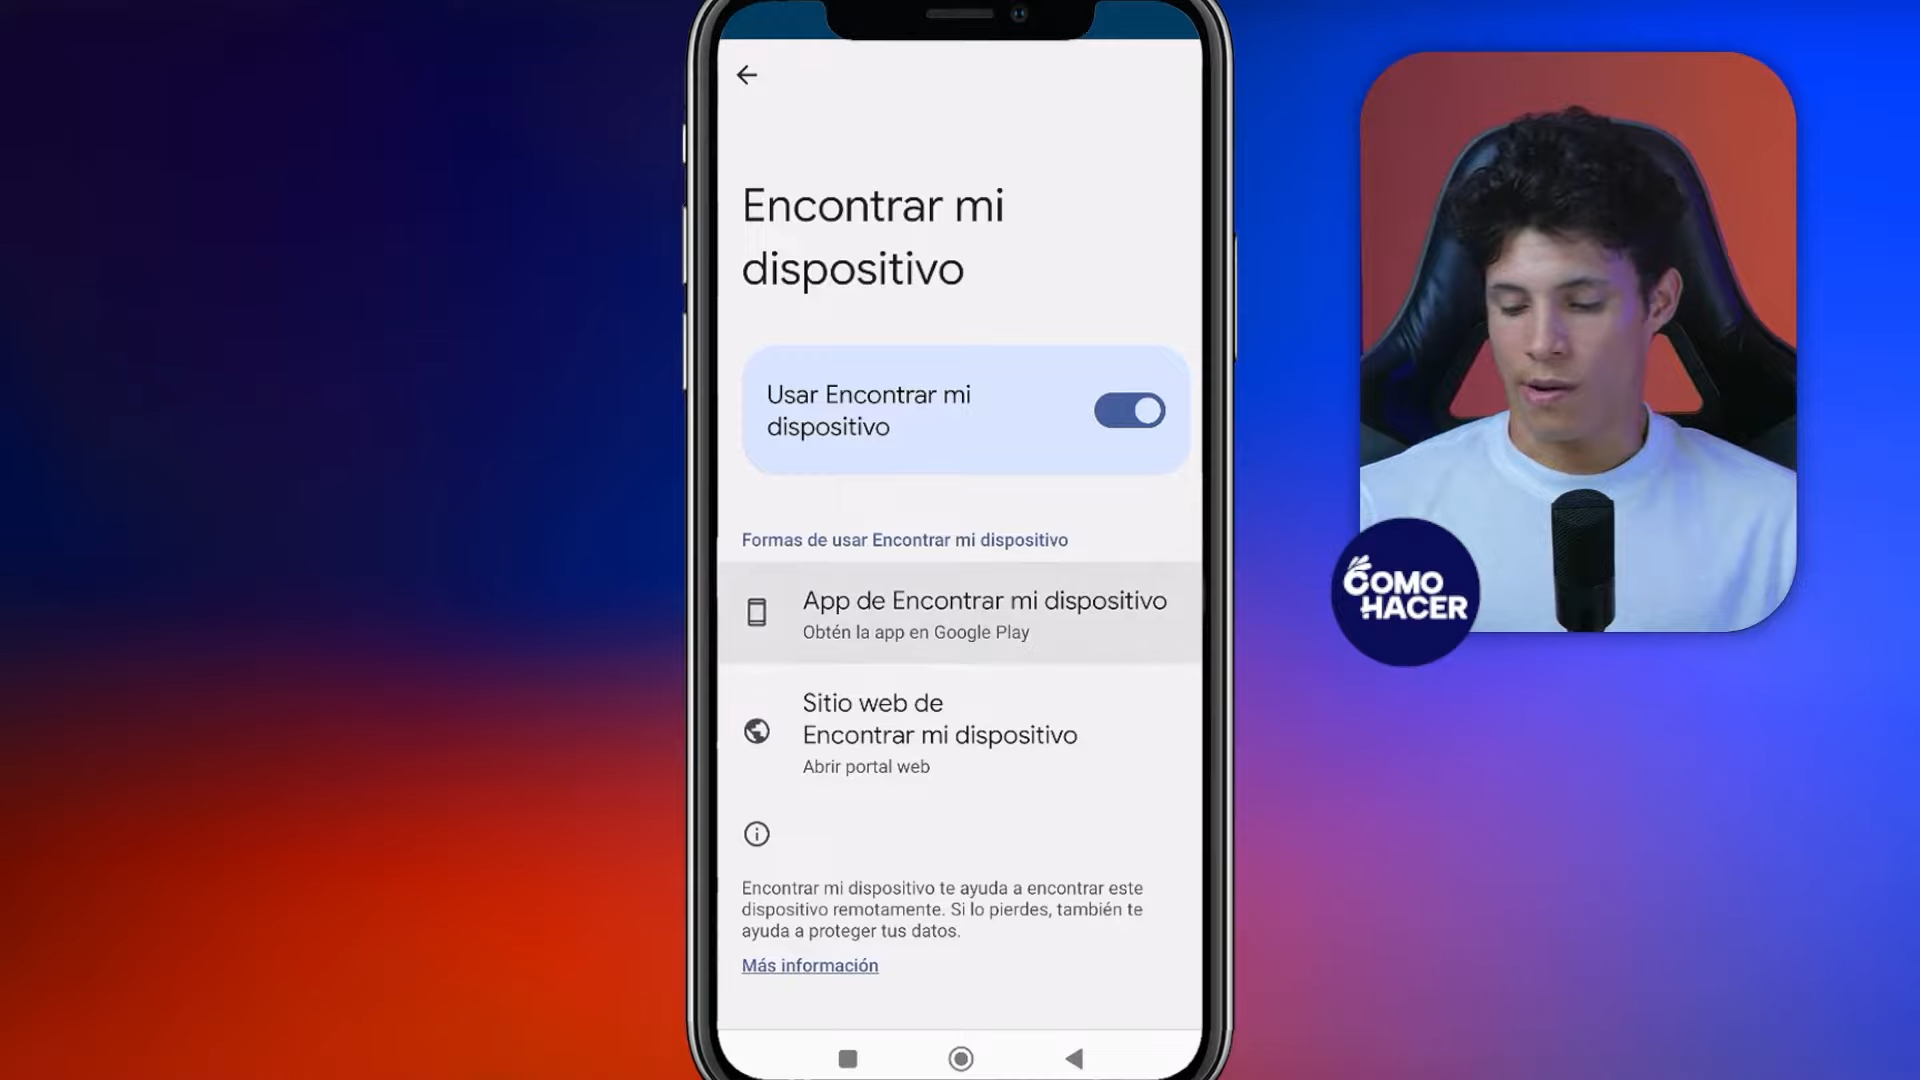 Encontrar mi
dispositivo
Usar Encontrar mi
dispositivo
Formas de usar Encontrar mi dispositivo
App de Encontrar mi dispositivo
Obtén la app en Google Play
Sitio web de
Encontrar mi dispositivo
Abrir portal web
Encontrar mi dispositivo te ayuda a encontrar este
dispositivo remotamente. Si lo pierdes, también te
ayuda a proteger tus datos.
Más información
COMO
HACER